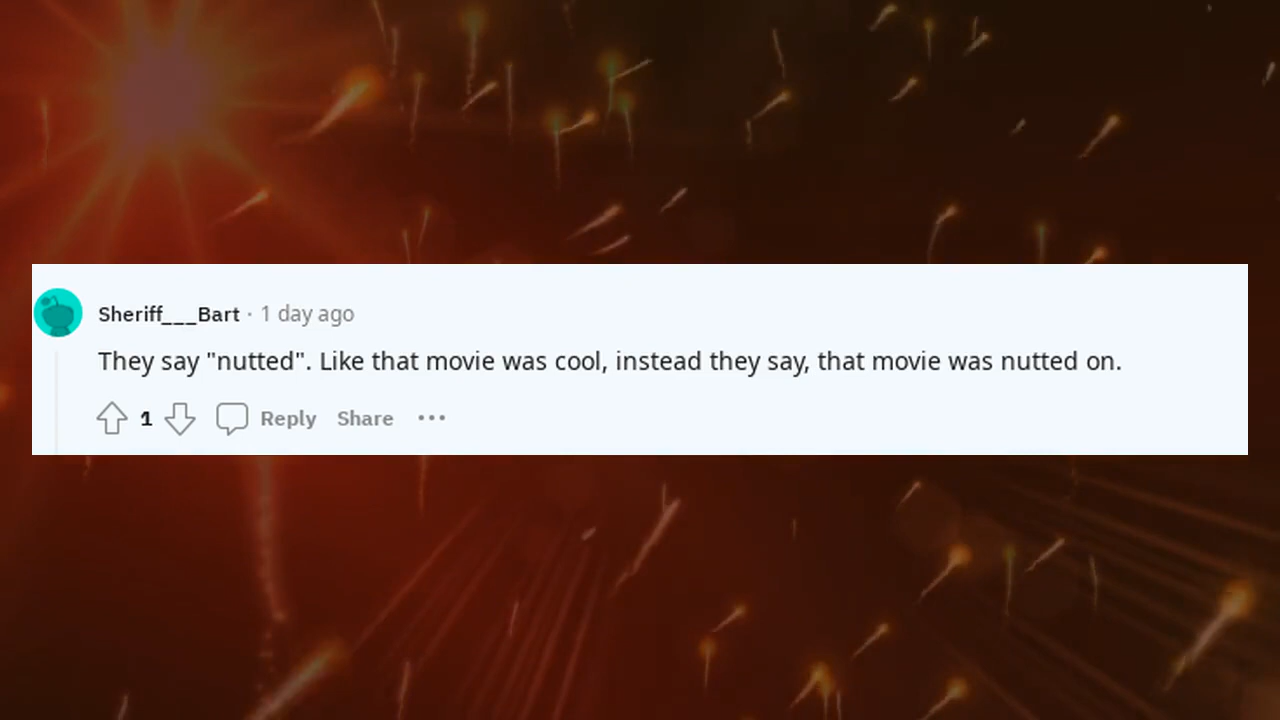 Sheriff___Bart · 1 day ago
They say "nutted". Like that movie was cool, instead they say, that movie was nutted on.
1 Reply Share ···